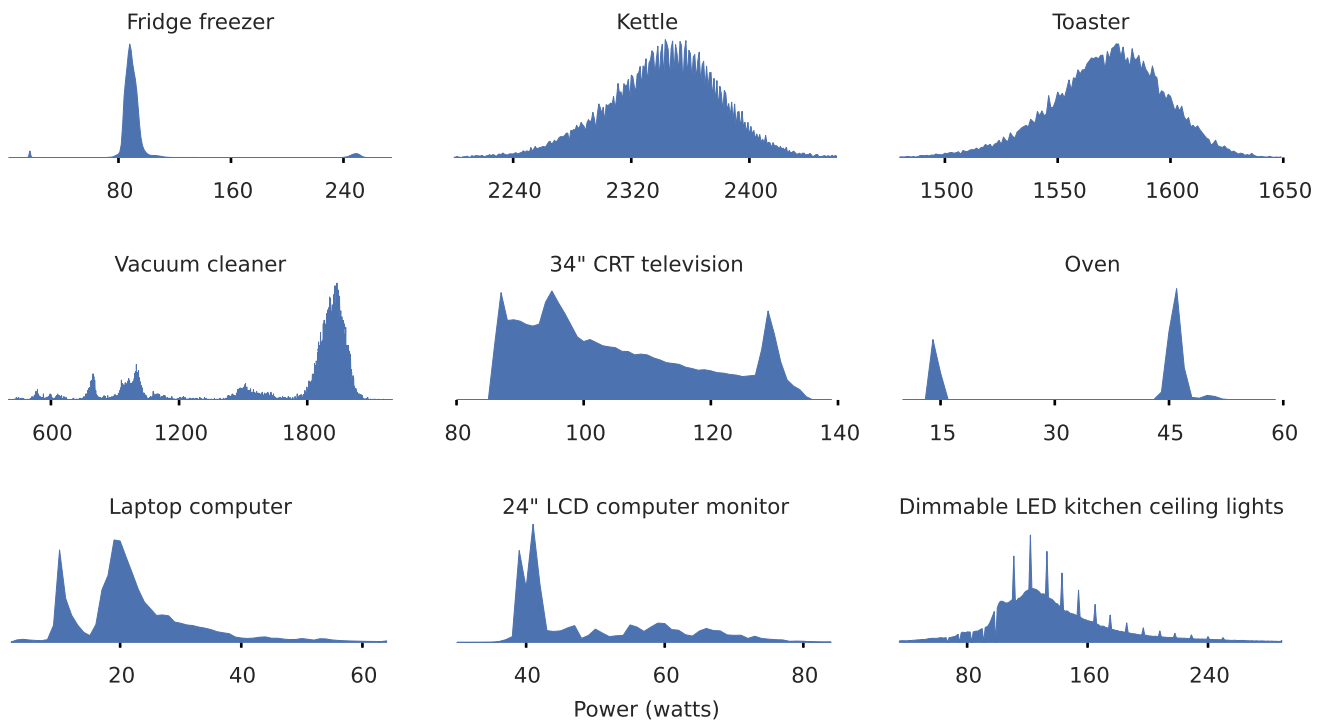 Fridge freezer
Kettle
Toaster
80 160 240
2240 2320 2400
1500 1550 1600 1650
Vacuum cleaner
34" CRT television
Oven
600 1200 1800
80 100 120 140
15 30 45 60
Laptop computer
24" LCD computer monitor
Dimmable LED kitchen ceiling lights
20 40 60
40 60 80
80 160 240
Power (watts)